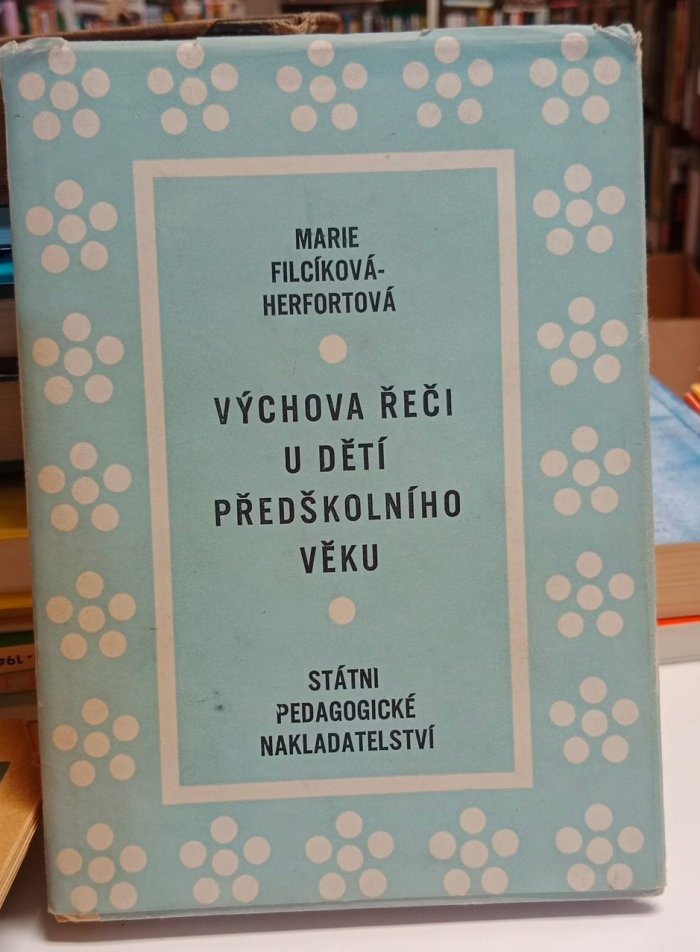 MARIE
FILCÍKOVÁ-
HERFORTOVÁ
VÝCHOVA ŘEČI
U DĚTÍ
PŘEDŠKOLNÍHO
VĚKU
STÁTNI
PEDAGOGICKÉ
NAKLADATELSTVÍ